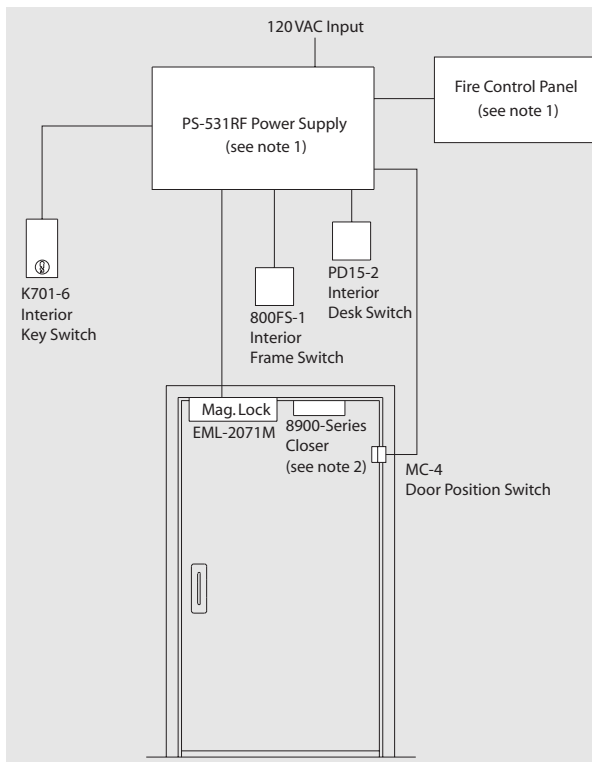 120 VAC Input
PS-531RF Power Supply
(see note 1)
Fire Control Panel
(see note 1)
K701-6
Interior
Key Switch
800FS-1
Interior
Frame Switch
PD15-2
Interior
Desk Switch
Mag. Lock
EML-2071M
8900-Series
Closer
(see note 2)
MC-4
Door Position Switch